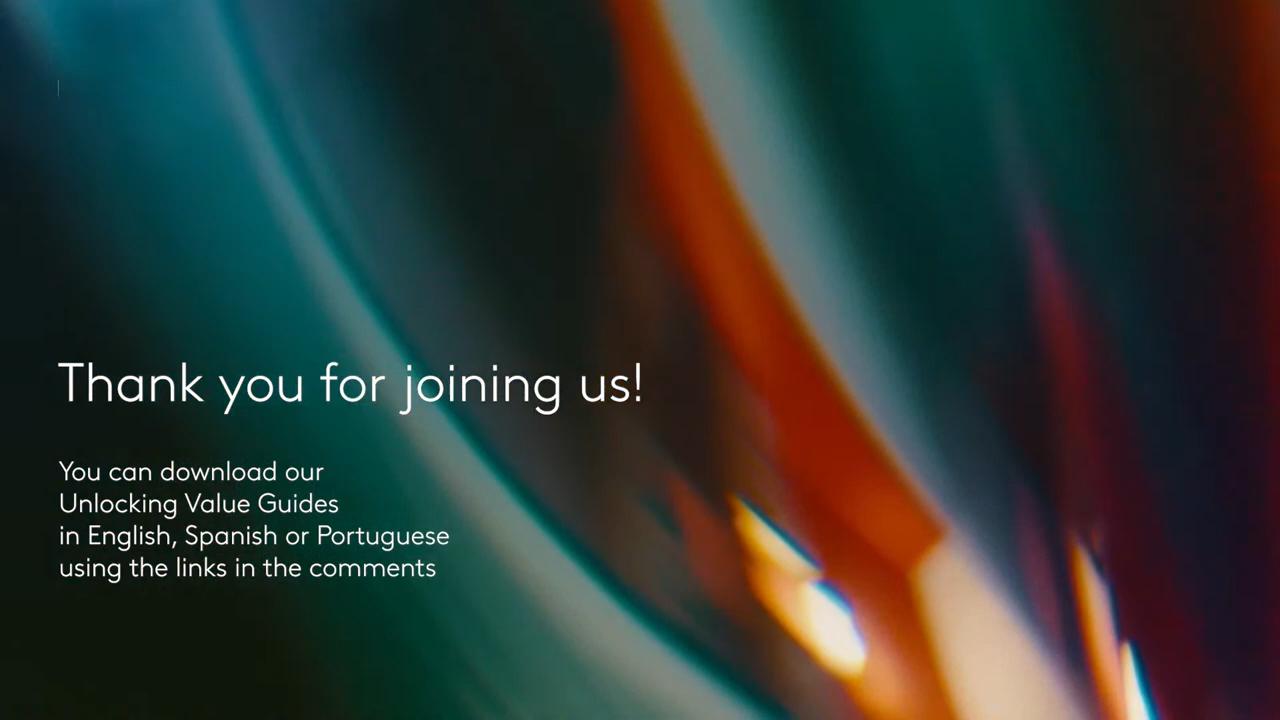 Thank you for joining us!
You can download our
Unlocking Value Guides
in English, Spanish or Portuguese
using the links in the comments